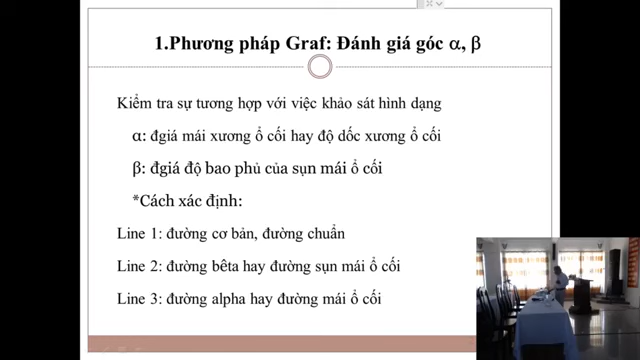 1.Phương pháp Graf: Đánh giá góc α, β
Kiểm tra sự tương hợp với việc khảo sát hình dạng
α: đgiá mái xương ổ cối hay độ dốc xương ổ cối
β: đgiá độ bao phủ của sụn mái ổ cối
*Cách xác định:
Line 1: đường cơ bản, đường chuẩn
Line 2: đường bêta hay đường sụn mái ổ cối
Line 3: đường alpha hay đường mái ổ cối